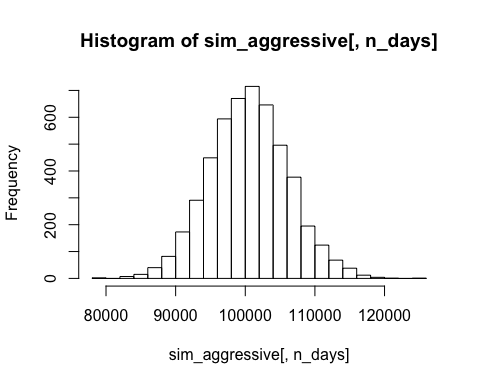 Histogram of sim_aggressive[, n_days]
Frequency
600
400
200
0
80000 90000 100000 110000 120000
sim_aggressive[, n_days]